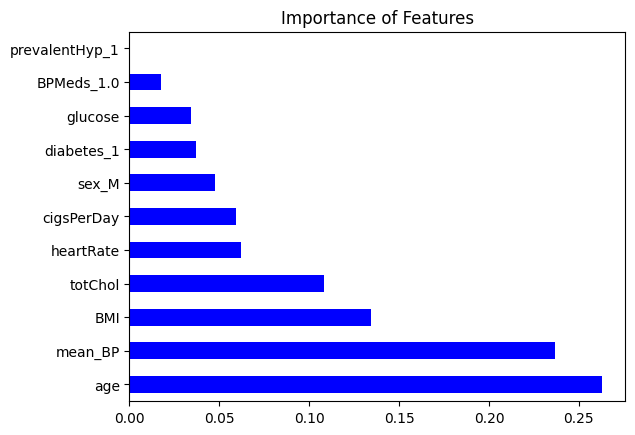 Importance of Features
prevalentHyp_1
BPMeds_1.0
glucose
diabetes_1
sex_M
cigsPerDay
heartRate
totChol
BMI
mean_BP
age
0.00 0.05 0.10 0.15 0.20 0.25